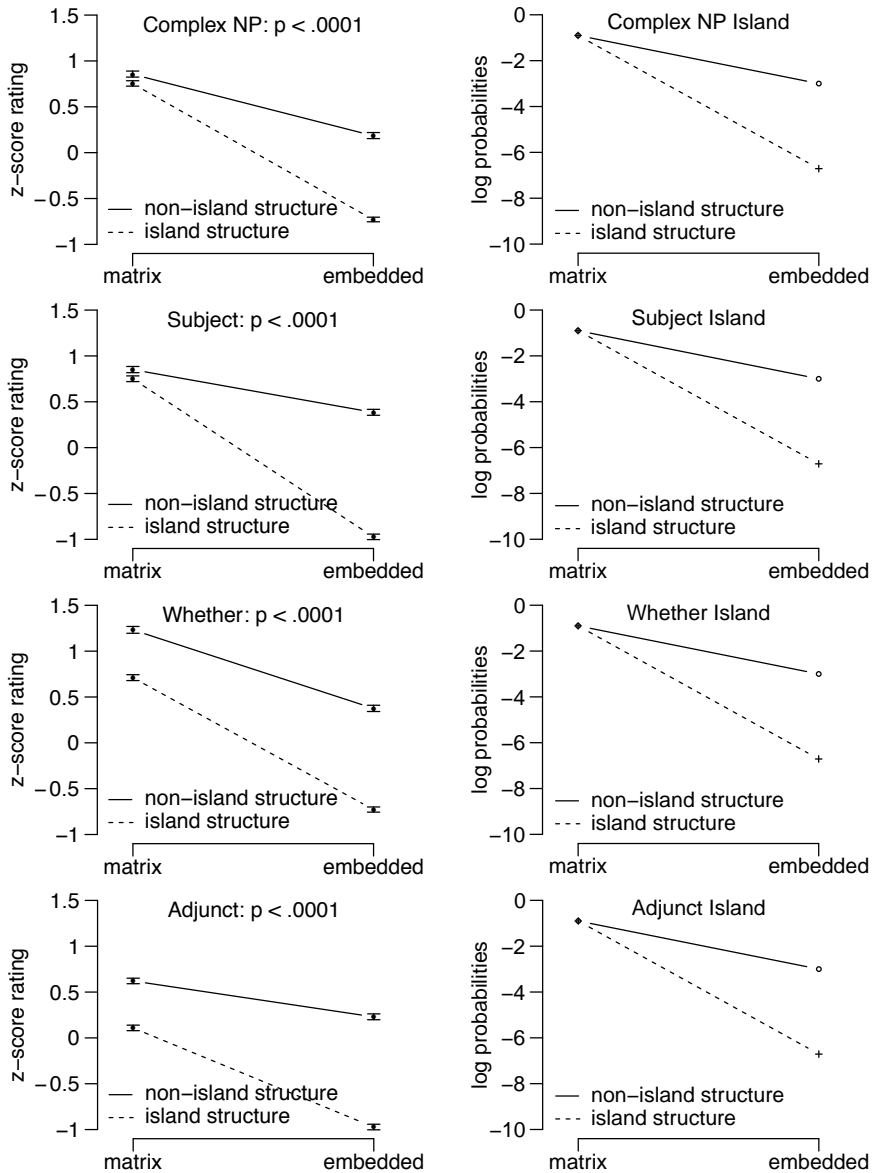 Complex NP: p < .0001
z−score rating
1.5
1
0.5
0
−0.5
−1
non−island structure
island structure
matrix embedded
Complex NP Island
log probabilities
0
−2
−4
−6
−8
−10
non−island structure
island structure
matrix embedded
Subject: p < .0001
z−score rating
1.5
1
0.5
0
−0.5
−1
non−island structure
island structure
matrix embedded
Subject Island
log probabilities
0
−2
−4
−6
−8
−10
non−island structure
island structure
matrix embedded
Whether: p < .0001
z−score rating
1.5
1
0.5
0
−0.5
−1
non−island structure
island structure
matrix embedded
Whether Island
log probabilities
0
−2
−4
−6
−8
−10
non−island structure
island structure
matrix embedded
Adjunct: p < .0001
z−score rating
1.5
1
0.5
0
−0.5
−1
non−island structure
island structure
matrix embedded
Adjunct Island
log probabilities
0
−2
−4
−6
−8
−10
non−island structure
island structure
matrix embedded